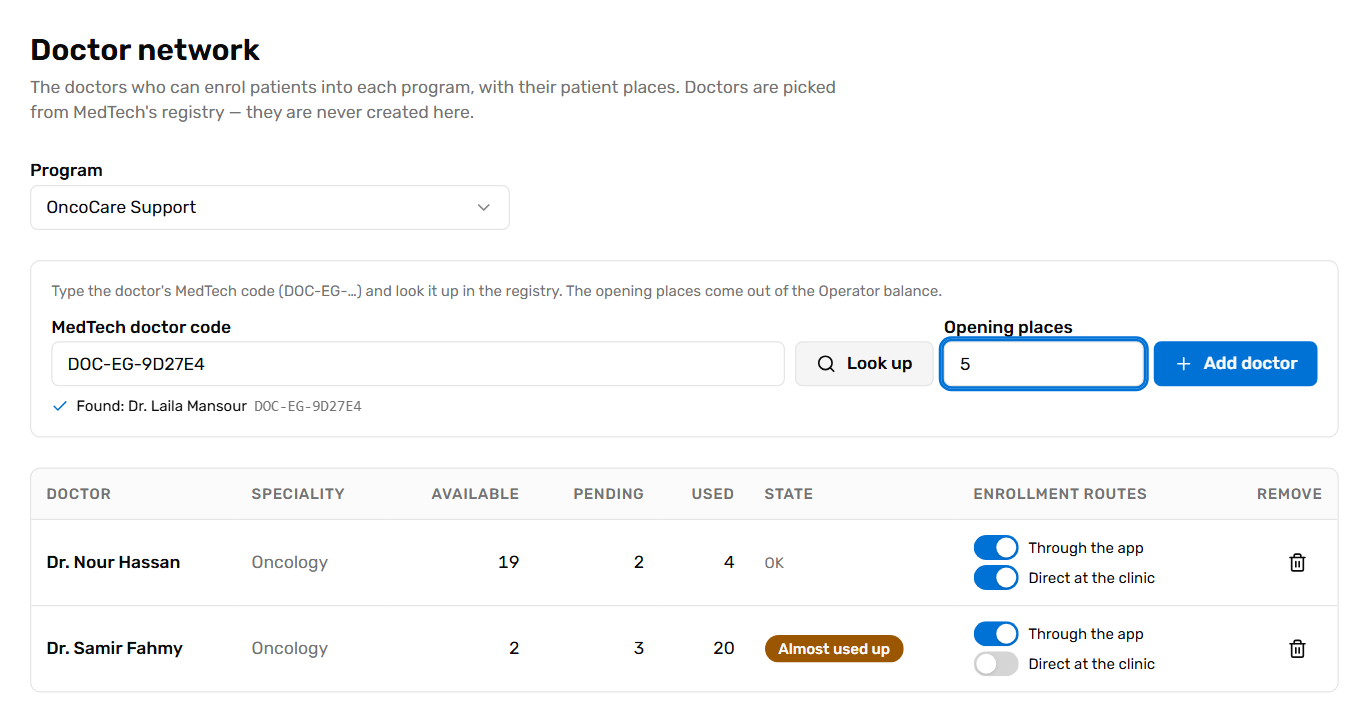 Doctor network
The doctors who can enrol patients into each program, with their patient places. Doctors are picked
from MedTech's registry — they are never created here.
Program
OncoCare Support
Type the doctor's MedTech code (DOC-EG-…) and look it up in the registry. The opening places come out of the Operator balance.
MedTech doctor code
Opening places
DOC-EG-9D27E4
Look up
5
Add doctor
Found: Dr. Laila Mansour DOC-EG-9D27E4
DOCTOR SPECIALITY AVAILABLE PENDING USED STATE ENROLLMENT ROUTES REMOVE
Dr. Nour Hassan Oncology 19 2 4 OK
Through the app
Direct at the clinic
Dr. Samir Fahmy Oncology 2 3 20 Almost used up
Through the app
Direct at the clinic